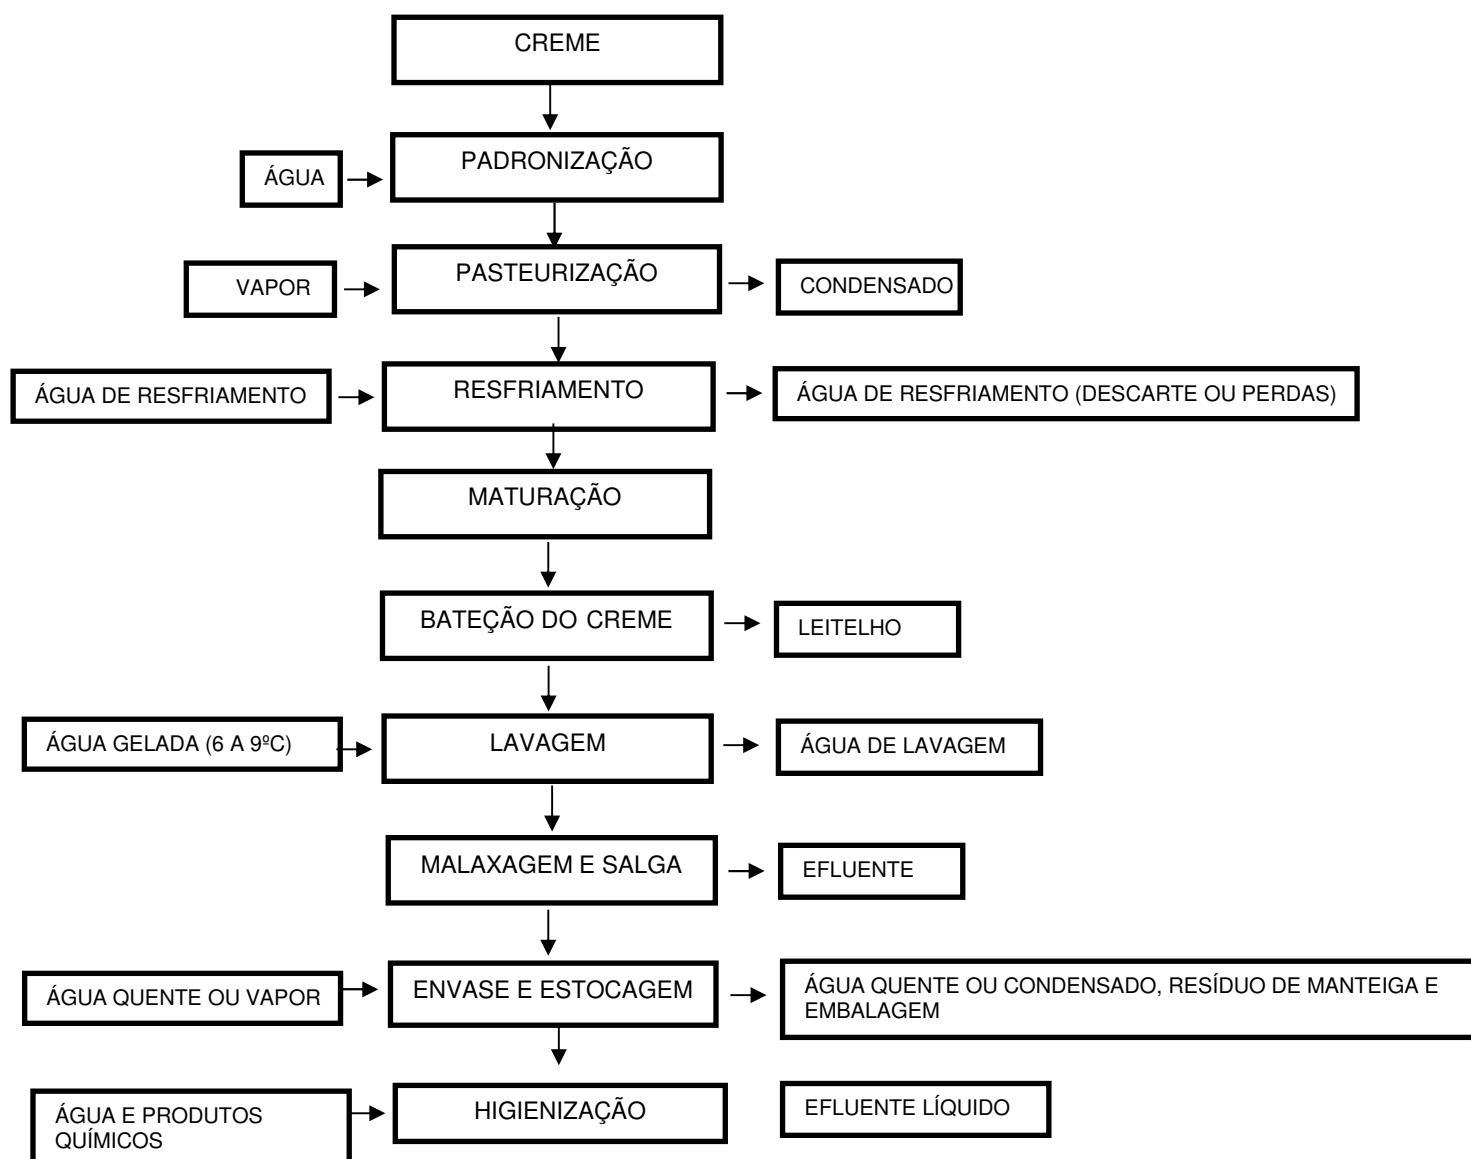 CREME
PADRONIZAÇÃO
ÁGUA
PASTEURIZAÇÃO
VAPOR
CONDENSADO
RESFRIAMENTO
ÁGUA DE RESFRIAMENTO
ÁGUA DE RESFRIAMENTO (DESCARTE OU PERDAS)
MATURAÇÃO
BATEÇÃO DO CREME
LEITELHO
ÁGUA GELADA (6 A 9ºC)
LAVAGEM
ÁGUA DE LAVAGEM
MALAXAGEM E SALGA
EFLUENTE
ÁGUA QUENTE OU VAPOR
ENVASE E ESTOCAGEM
ÁGUA QUENTE OU CONDENSADO, RESÍDUO DE MANTEIGA E
EMBALAGEM
ÁGUA E PRODUTOS
QUÍMICOS
HIGIENIZAÇÃO
EFLUENTE LÍQUIDO